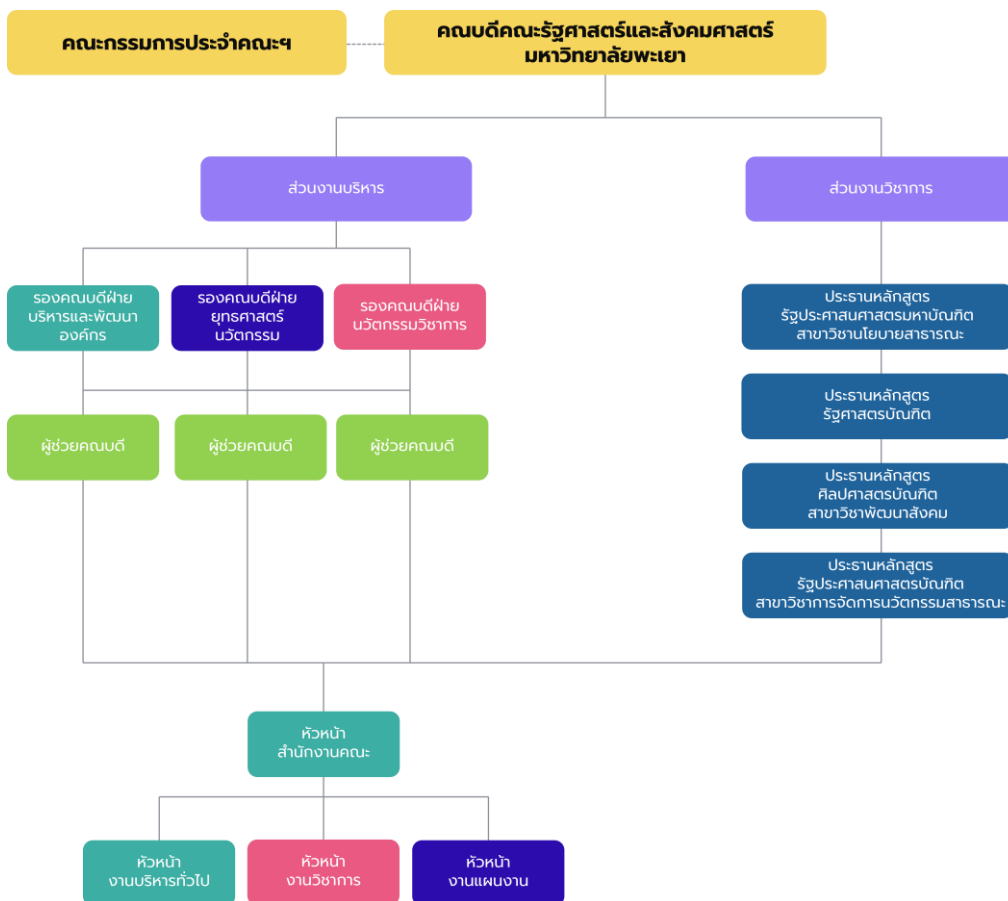 คณะกรรมการประจำคณะฯ
คณบดีคณะรัฐศาสตร์และสังคมศาสตร์
มหาวิทยาลัยพะเยา
ส่วนงานบริหาร
ส่วนงานวิชาการ
รองคณบดีฝ่าย
บริหารและพัฒนา
องค์กร
รองคณบดีฝ่าย
ยุทธศาสตร์
นวัตกรรม
รองคณบดีฝ่าย
นวัตกรรมวิชาการ
ประธานหลักสูตร
รัฐประศาสนศาสตรมหาบัณฑิต
สาขาวิชานโยบายสาธารณะ
ประธานหลักสูตร
รัฐศาสตรบัณฑิต
ผู้ช่วยคณบดี
ผู้ช่วยคณบดี
ผู้ช่วยคณบดี
ประธานหลักสูตร
ศิลปศาสตรบัณฑิต
สาขาวิชาพัฒนาสังคม
ประธานหลักสูตร
รัฐประศาสนศาสตรบัณฑิต
สาขาวิชาการจัดการนวัตกรรมสาธารณะ
หัวหน้า
สำนักงานคณะ
หัวหน้า
งานบริหารทั่วไป
หัวหน้า
งานวิชาการ
หัวหน้า
งานแผนงาน